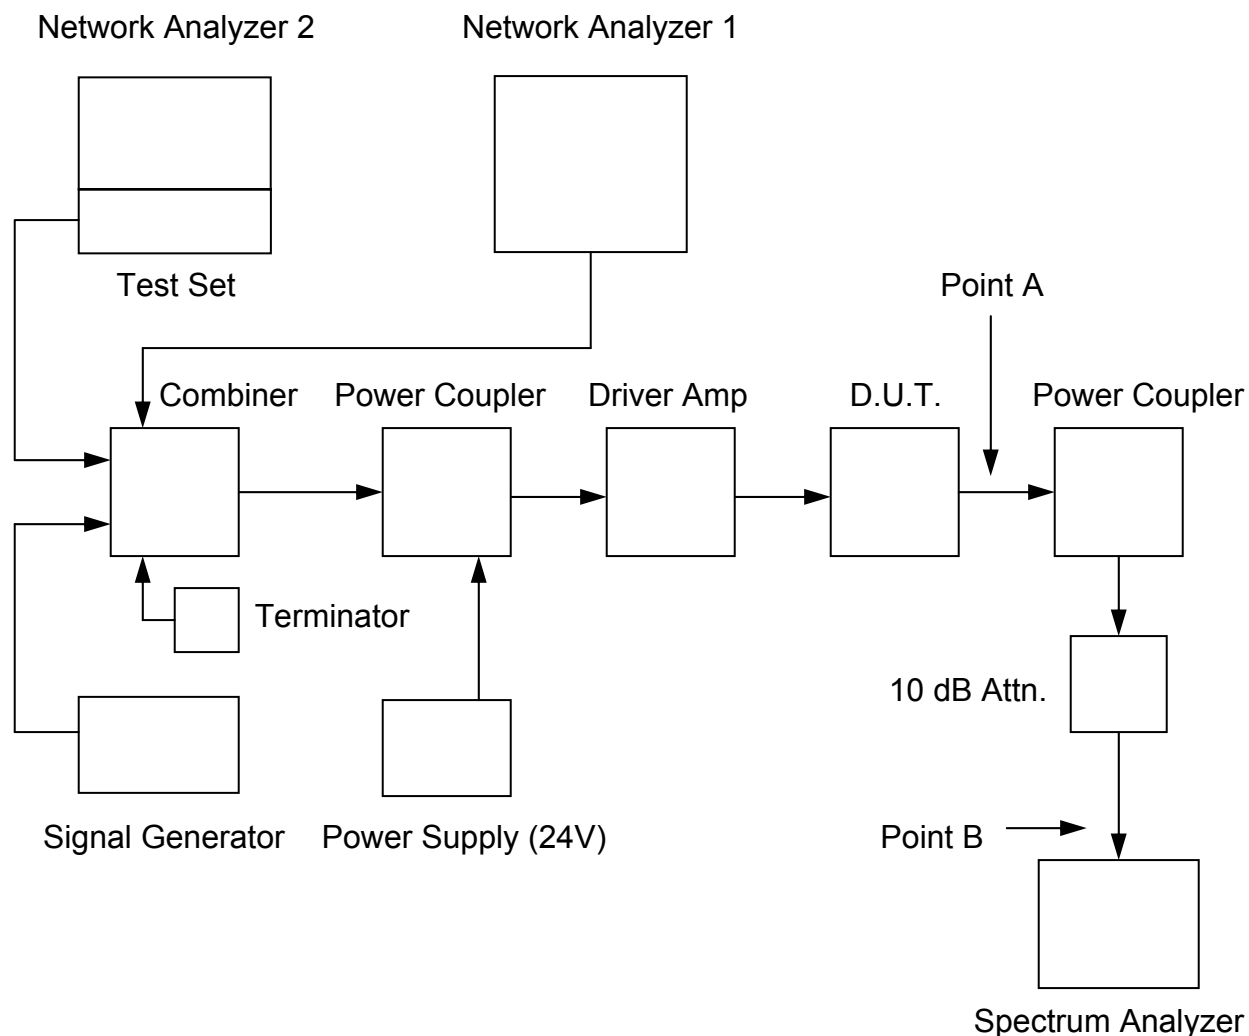 Network Analyzer 2
Network Analyzer 1
Test Set
Point A
Combiner
Power Coupler
Driver Amp
D.U.T.
Power Coupler
Terminator
10 dB Attn.
Signal Generator
Power Supply (24V)
Point B
Spectrum Analyzer